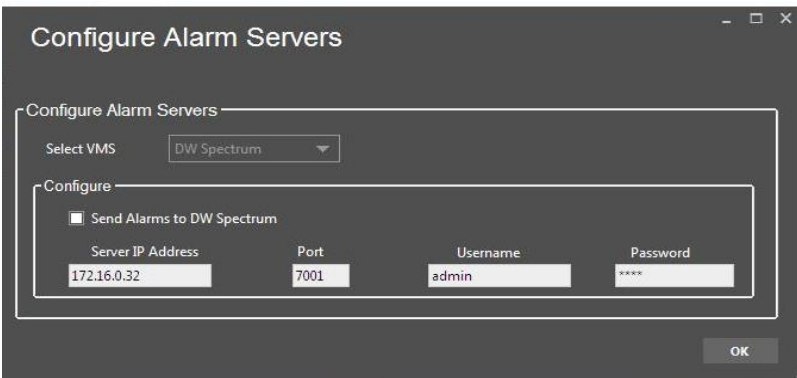 Configure Alarm Servers
Configure Alarm Servers
Select VMS DW Spectrum
Configure
Send Alarms to DW Spectrum
Server IP Address Port Username Password
172.16.0.32 7001 admin ****
OK